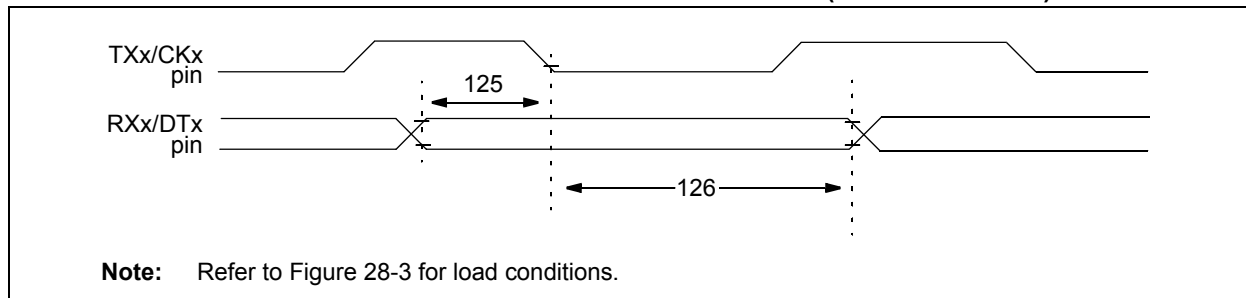 TXx/CKx
pin
125
RXx/DTx
pin
126
Note: Refer to Figure 28-3 for load conditions.